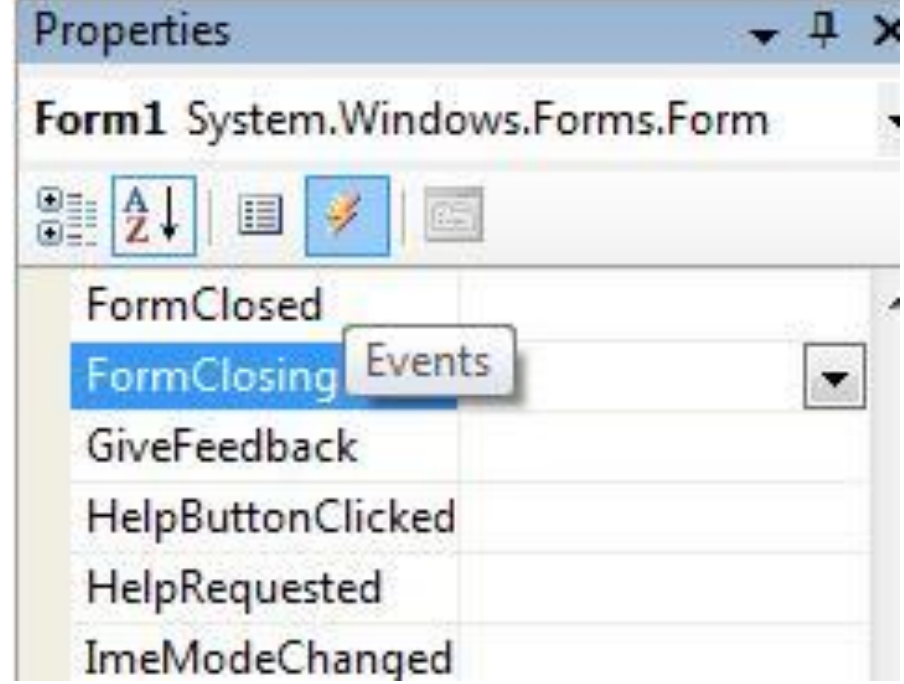 Properties
Form1 System.Windows.Forms.Form
A
Z
FormClosed
Events
FormClosing
GiveFeedback
HelpButtonClicked
HelpRequested
ImeModeChanged